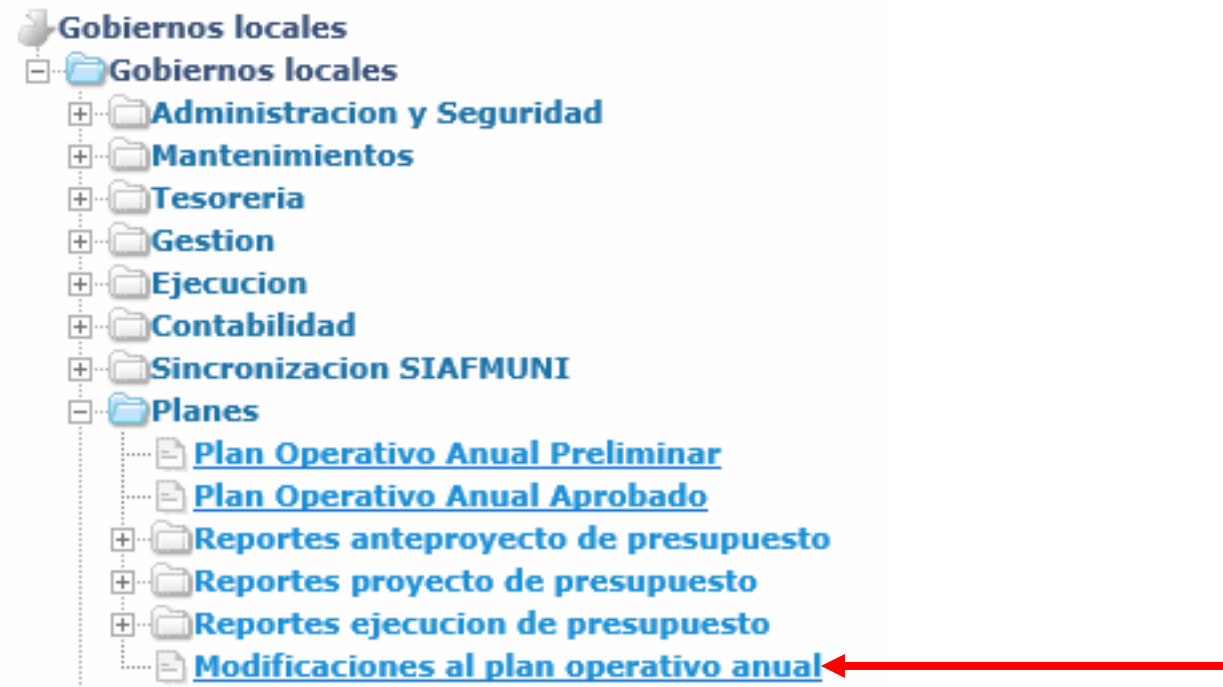 Gobiernos locales
Gobiernos locales
Administracion y Seguridad
Mantenimientos
Tesoreria
Gestion
Ejecucion
Contabilidad
Sincronizacion SIAFMUNI
Planes
Plan Operativo Anual Preliminar
Plan Operativo Anual Aprobado
Reportes anteproyecto de presupuesto
Reportes proyecto de presupuesto
Reportes ejecucion de presupuesto
Modificaciones al plan operativo anual